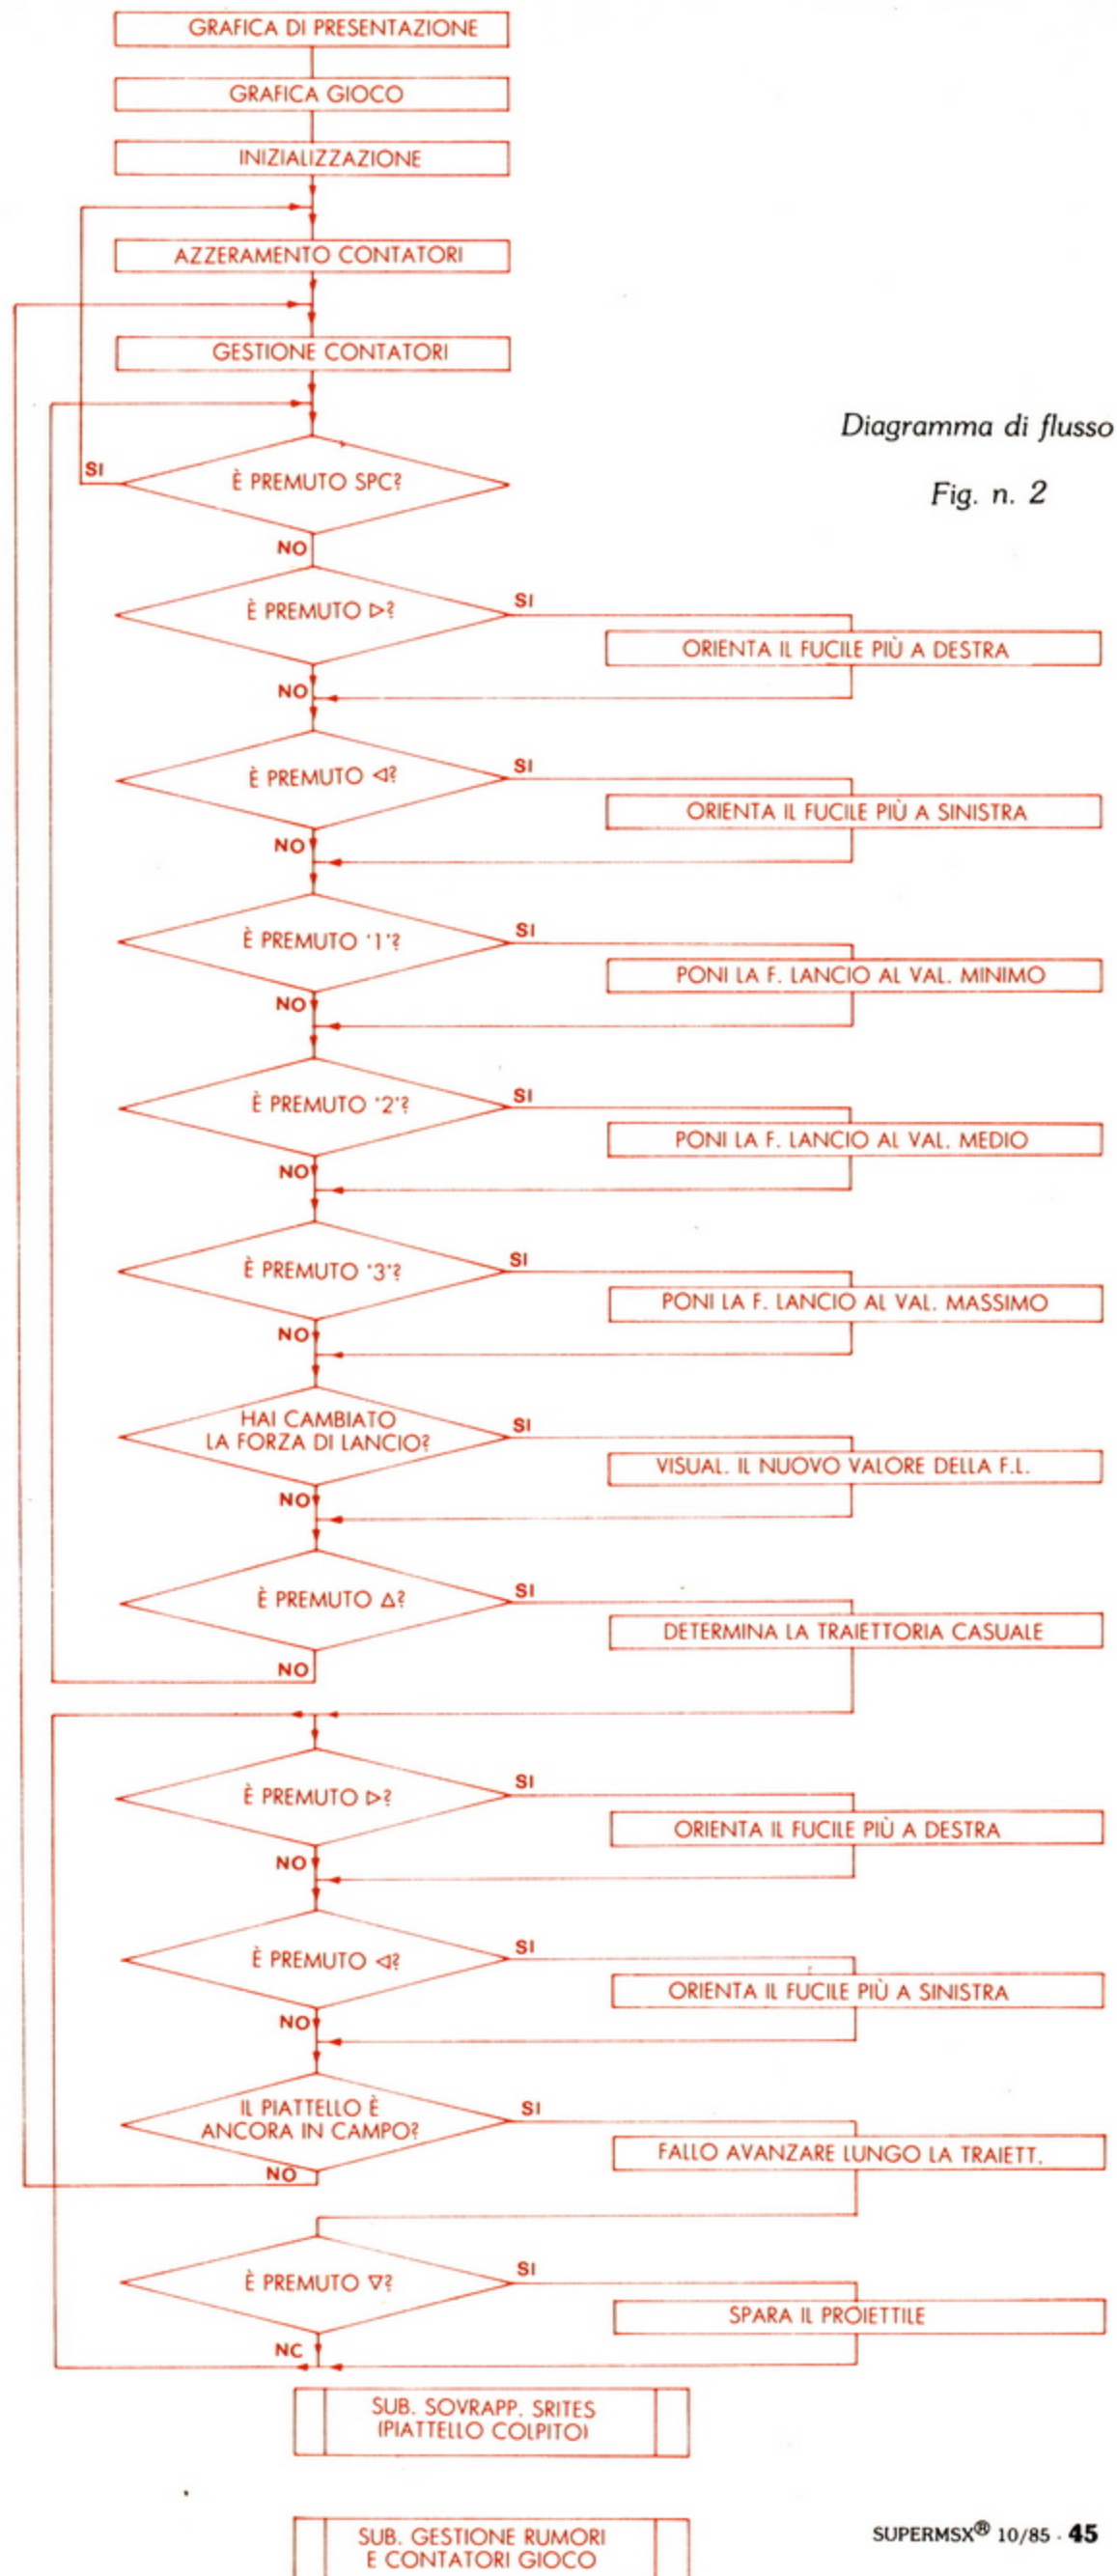 GRAFICA DI PRESENTAZIONE
GRAFICA GIOCO
INIZIALIZZAZIONE
AZZERAMENTO CONTATORI
GESTIONE CONTATORI
Diagramma di flusso
Fig. n. 2
SI
È PREMUTO SPC?
NO
È PREMUTO ▷?
SI
ORIENTA IL FUCILE PIÙ A DESTRA
NO
È PREMUTO ◁?
SI
ORIENTA IL FUCILE PIÙ A SINISTRA
NO
È PREMUTO '1'?
SI
PONI LA F. LANCIO AL VAL. MINIMO
NO
È PREMUTO '2'?
SI
PONI LA F. LANCIO AL VAL. MEDIO
NO
È PREMUTO '3'?
SI
PONI LA F. LANCIO AL VAL. MASSIMO
NO
HAI CAMBIATO
LA FORZA DI LANCIO?
SI
VISUAL. IL NUOVO VALORE DELLA F.L.
NO
È PREMUTO △?
SI
DETERMINA LA TRAIETTORIA CASUALE
NO
È PREMUTO ▷?
SI
ORIENTA IL FUCILE PIÙ A DESTRA
NO
È PREMUTO ◁?
SI
ORIENTA IL FUCILE PIÙ A SINISTRA
NO
IL PIATTELLO È
ANCORA IN CAMPO?
SI
FALLO AVANZARE LUNGO LA TRAIETT.
NO
È PREMUTO ▽?
SI
SPARA IL PROIETTILE
NC
SUB. SOVRAPP. SRITES
(PIATTELLO COLPITO)
SUB. GESTIONE RUMORI
E CONTATORI GIOCO
SUPERMSX® 10/85 - 45